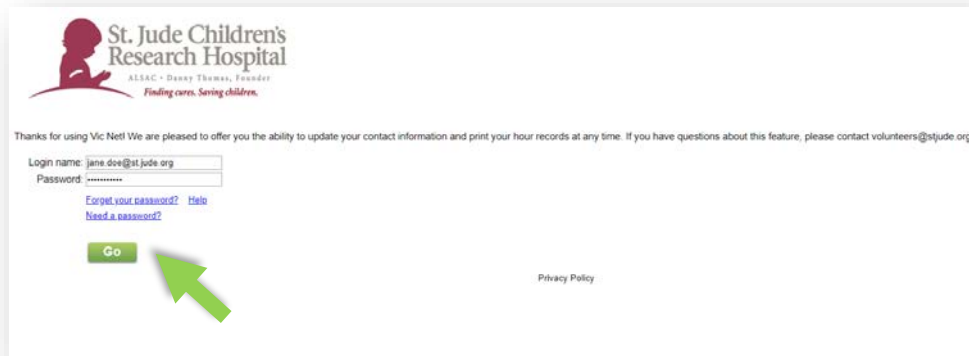 St. Jude Children's
Research Hospital
ALSAC • Danny Thomas, Founder
Finding cures. Saving children.
Thanks for using Vic Net! We are pleased to offer you the ability to update your contact information and print your hour records at any time. If you have questions about this feature, please contact volunteers@stjude.org
Login name: jane.doe@st.jude.org
Password: •••••••••••
Forget your password? Help
Need a password?
Go
Privacy Policy